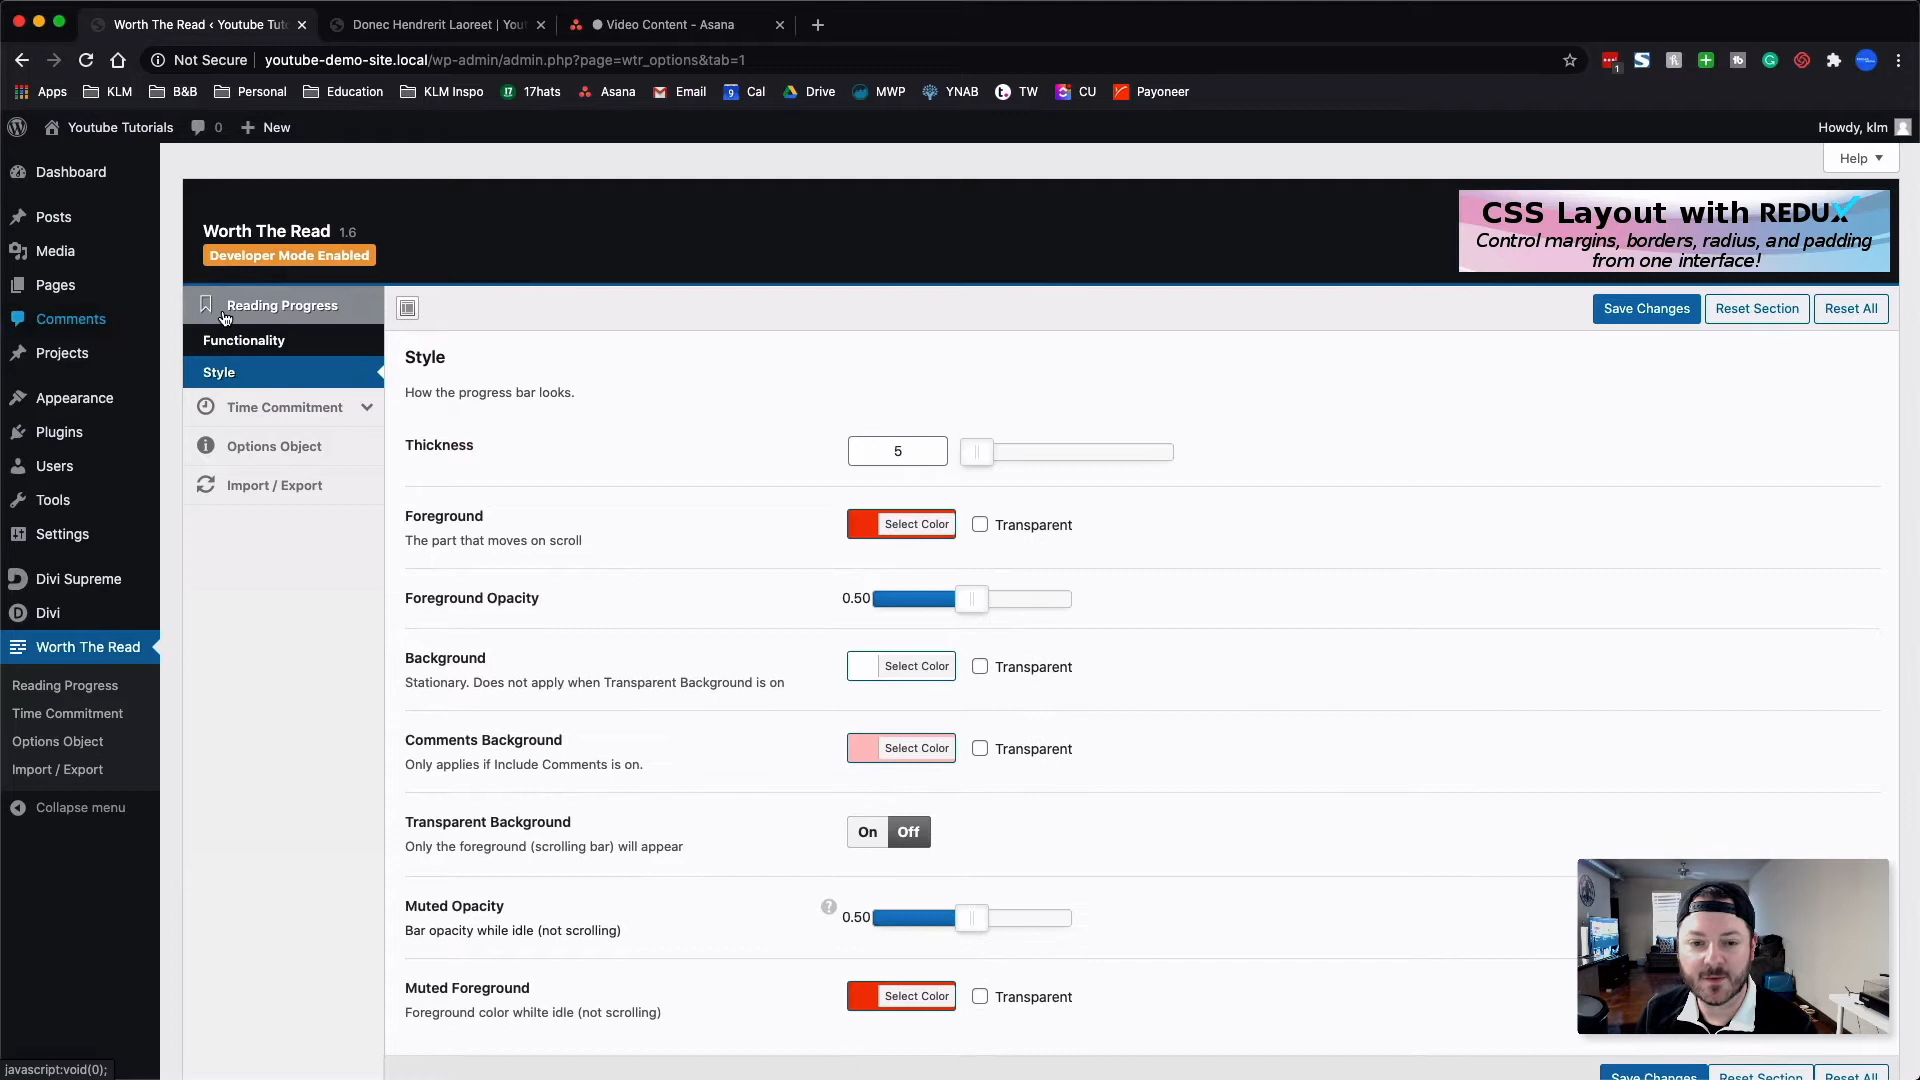 Worth The Read ‹ Youtube Tuto
Donec Hendrerit Laoreet | Yout
Video Content - Asana
Not Secure
youtube-demo-site.local/wp-admin/admin.php?page=wtr_options&tab=1
1
Apps
KLM
B&B
Personal
Education
KLM Inspo
17hats
Asana
Email
Cal
Drive
MWP
YNAB
TW
CU
Payoneer
Youtube Tutorials
0
New
Howdy, klm
Help
Dashboard
Posts
Media
Pages
Comments
Projects
Appearance
Plugins
Users
Tools
Settings
Divi Supreme
Divi
Worth The Read
Reading Progress
Time Commitment
Options Object
Import / Export
Collapse menu
javascript:void(0);
Worth The Read 1.6
Developer Mode Enabled
CSS Layout with REDUX
Control margins, borders, radius, and padding
from one interface!
Reading Progress
Functionality
Style
Time Commitment
Options Object
Import / Export
Save Changes
Reset Section
Reset All
Style
How the progress bar looks.
Thickness
5
Foreground
The part that moves on scroll
Select Color
Transparent
Foreground Opacity
0.50
Background
Stationary. Does not apply when Transparent Background is on
Select Color
Transparent
Comments Background
Only applies if Include Comments is on.
Select Color
Transparent
Transparent Background
Only the foreground (scrolling bar) will appear
On
Off
Muted Opacity
Bar opacity while idle (not scrolling)
?
0.50
Muted Foreground
Foreground color whilte idle (not scrolling)
Select Color
Transparent
Save Changes
Reset Section
Reset All